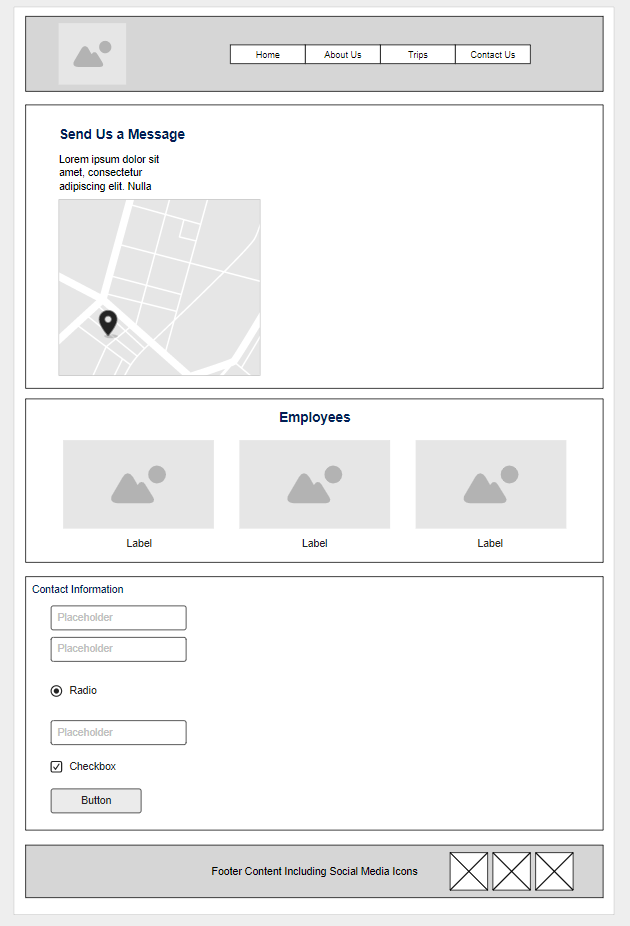 Home
About Us
Trips
Contact Us
Send Us a Message
Lorem ipsum dolor sit
amet, consectetur
adipiscing elit. Nulla
Employees
Label
Label
Label
Contact Information
Placeholder
Placeholder
Radio
Placeholder
Checkbox
Button
Footer Content Including Social Media Icons